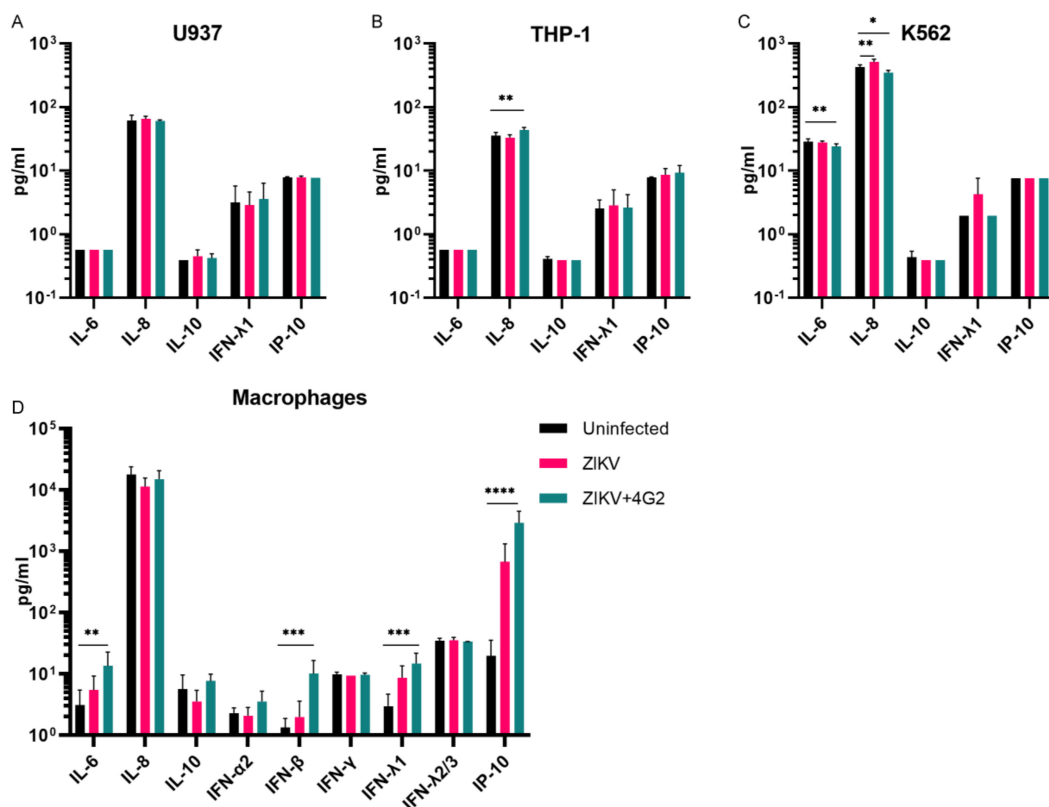 A
U937
pg/ml
10³
10²
10¹
10⁰
10⁻¹
IL-6
IL-8
IL-10
IFN-λ1
IP-10
B
THP-1
pg/ml
10³
10²
10¹
10⁰
10⁻¹
**
IL-6
IL-8
IL-10
IFN-λ1
IP-10
C
K562
pg/ml
10³
10²
10¹
10⁰
10⁻¹
**
*
**
IL-6
IL-8
IL-10
IFN-λ1
IP-10
D
Macrophages
pg/ml
10⁵
10⁴
10³
10²
10¹
10⁰
**
***
***
****
IL-6
IL-8
IL-10
IFN-α2
IFN-β
IFN-γ
IFN-λ1
IFN-λ2/3
IP-10
Uninfected
ZIKV
ZIKV+4G2